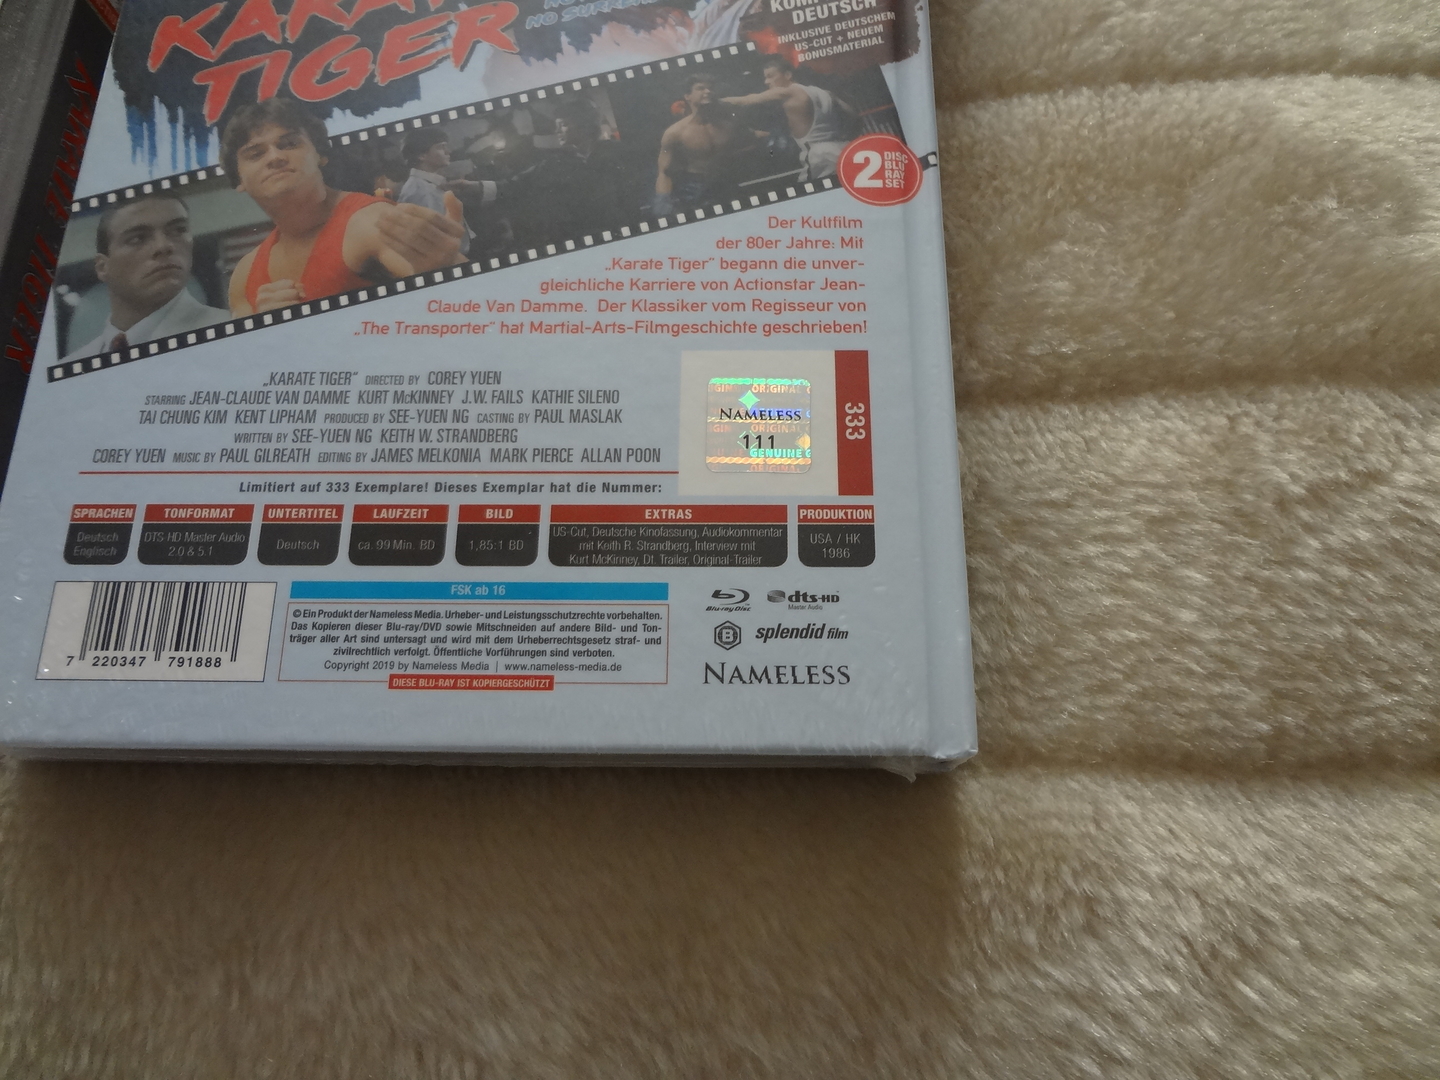 KARATE
TIGER
NO SURRENDER
DEUTSCH
INKLUSIVE DEUTSCHEM
US-CUT + NEUEM
BONUSMATERIAL
2 DISC
BLU
RAY
SET
Der Kultfilm
der 80er Jahre: Mit
„Karate Tiger" begann die unver-
gleichliche Karriere von Actionstar Jean-
Claude Van Damme. Der Klassiker vom Regisseur von
„The Transporter" hat Martial-Arts-Filmgeschichte geschrieben!
„KARATE TIGER" DIRECTED BY COREY YUEN
STARRING JEAN-CLAUDE VAN DAMME KURT McKINNEY J.W. FAILS KATHIE SILENO
TAI CHUNG KIM KENT LIPHAM PRODUCED BY SEE-YUEN NG CASTING BY PAUL MASLAK
WRITTEN BY SEE-YUEN NG KEITH W. STRANDBERG
COREY YUEN MUSIC BY PAUL GILREATH EDITING BY JAMES MELKONIA MARK PIERCE ALLAN POON
Limitiert auf 333 Exemplare! Dieses Exemplar hat die Nummer:
ORIGINAL
NAMELESS
111
GENUINE
ORIGINAL
333
SPRACHEN
Deutsch
Englisch
TONFORMAT
DTS HD Master Audio
2.0 & 5.1
UNTERTITEL
Deutsch
LAUFZEIT
ca. 99 Min. BD
BILD
1,85:1 BD
EXTRAS
US-Cut, Deutsche Kinofassung, Audiokommentar
mit Keith R. Strandberg, Interview mit
Kurt McKinney, Dt. Trailer, Original-Trailer
PRODUKTION
USA / HK
1986
7 220347 791888
FSK ab 16
© Ein Produkt der Nameless Media. Urheber- und Leistungsschutzrechte vorbehalten.
Das Kopieren dieser Blu-ray/DVD sowie Mitschneiden auf andere Bild- und Ton-
träger aller Art sind untersagt und wird mit dem Urheberrechtsgesetz straf- und
zivilrechtlich verfolgt. Öffentliche Vorführungen sind verboten.
Copyright 2019 by Nameless Media | www.nameless-media.de
DIESE BLU-RAY IST KOPIERGESCHÜTZT
Blu-ray Disc
dts-HD
Master Audio
B
splendid film
NAMELESS
KARATE TIGER